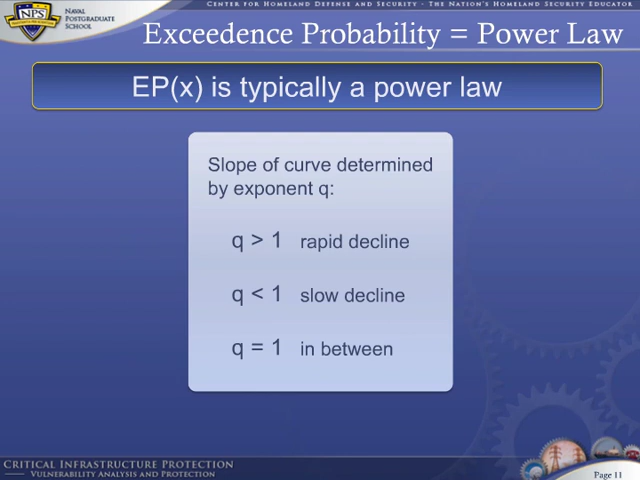 Center for Homeland Defense and Security - The Nation's Homeland Security Educator
NPS
Naval
Postgraduate
School
Exceedence Probability = Power Law
EP(x) is typically a power law
Slope of curve determined
by exponent q:
q > 1 rapid decline
q < 1 slow decline
q = 1 in between
Critical Infrastructure Protection
Vulnerability Analysis and Protection
Page 11